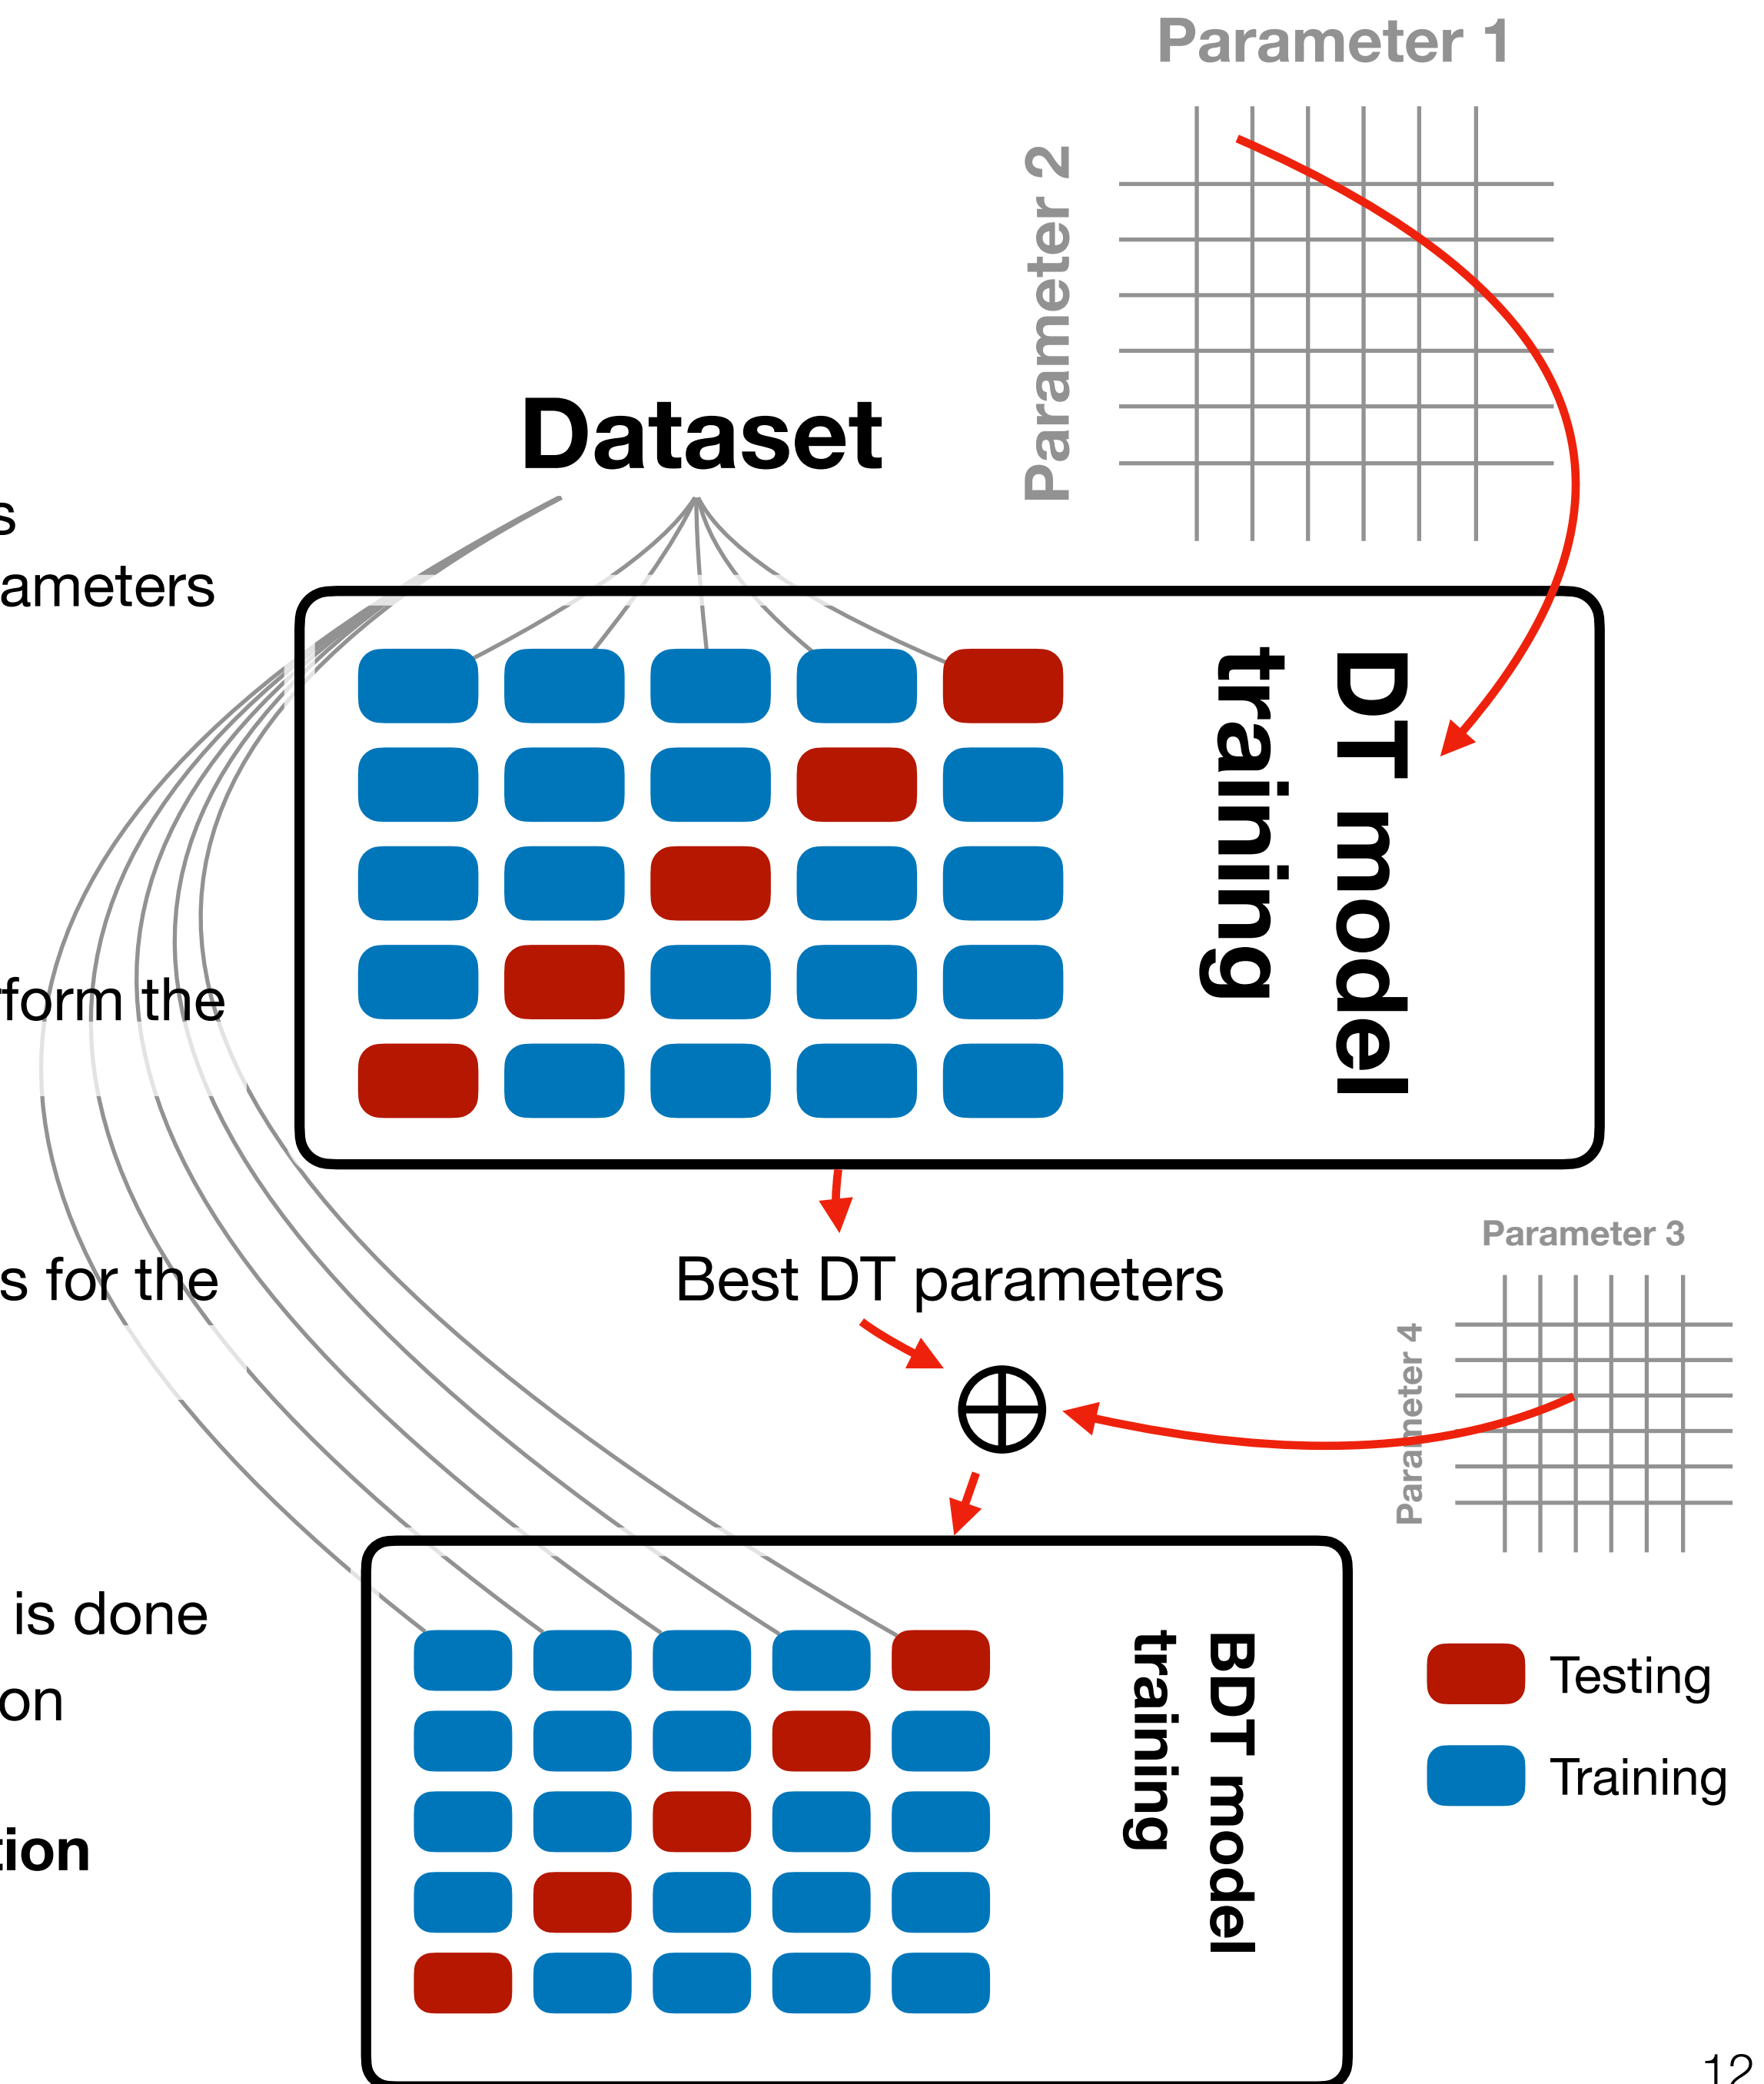 Parameter 1
Parameter 2
Dataset
s
ameters
DT model
training
form the
Best DT parameters
s for the
Parameter 3
Parameter 4
is done
on
tion
BDT model
training
Testing
Training
12